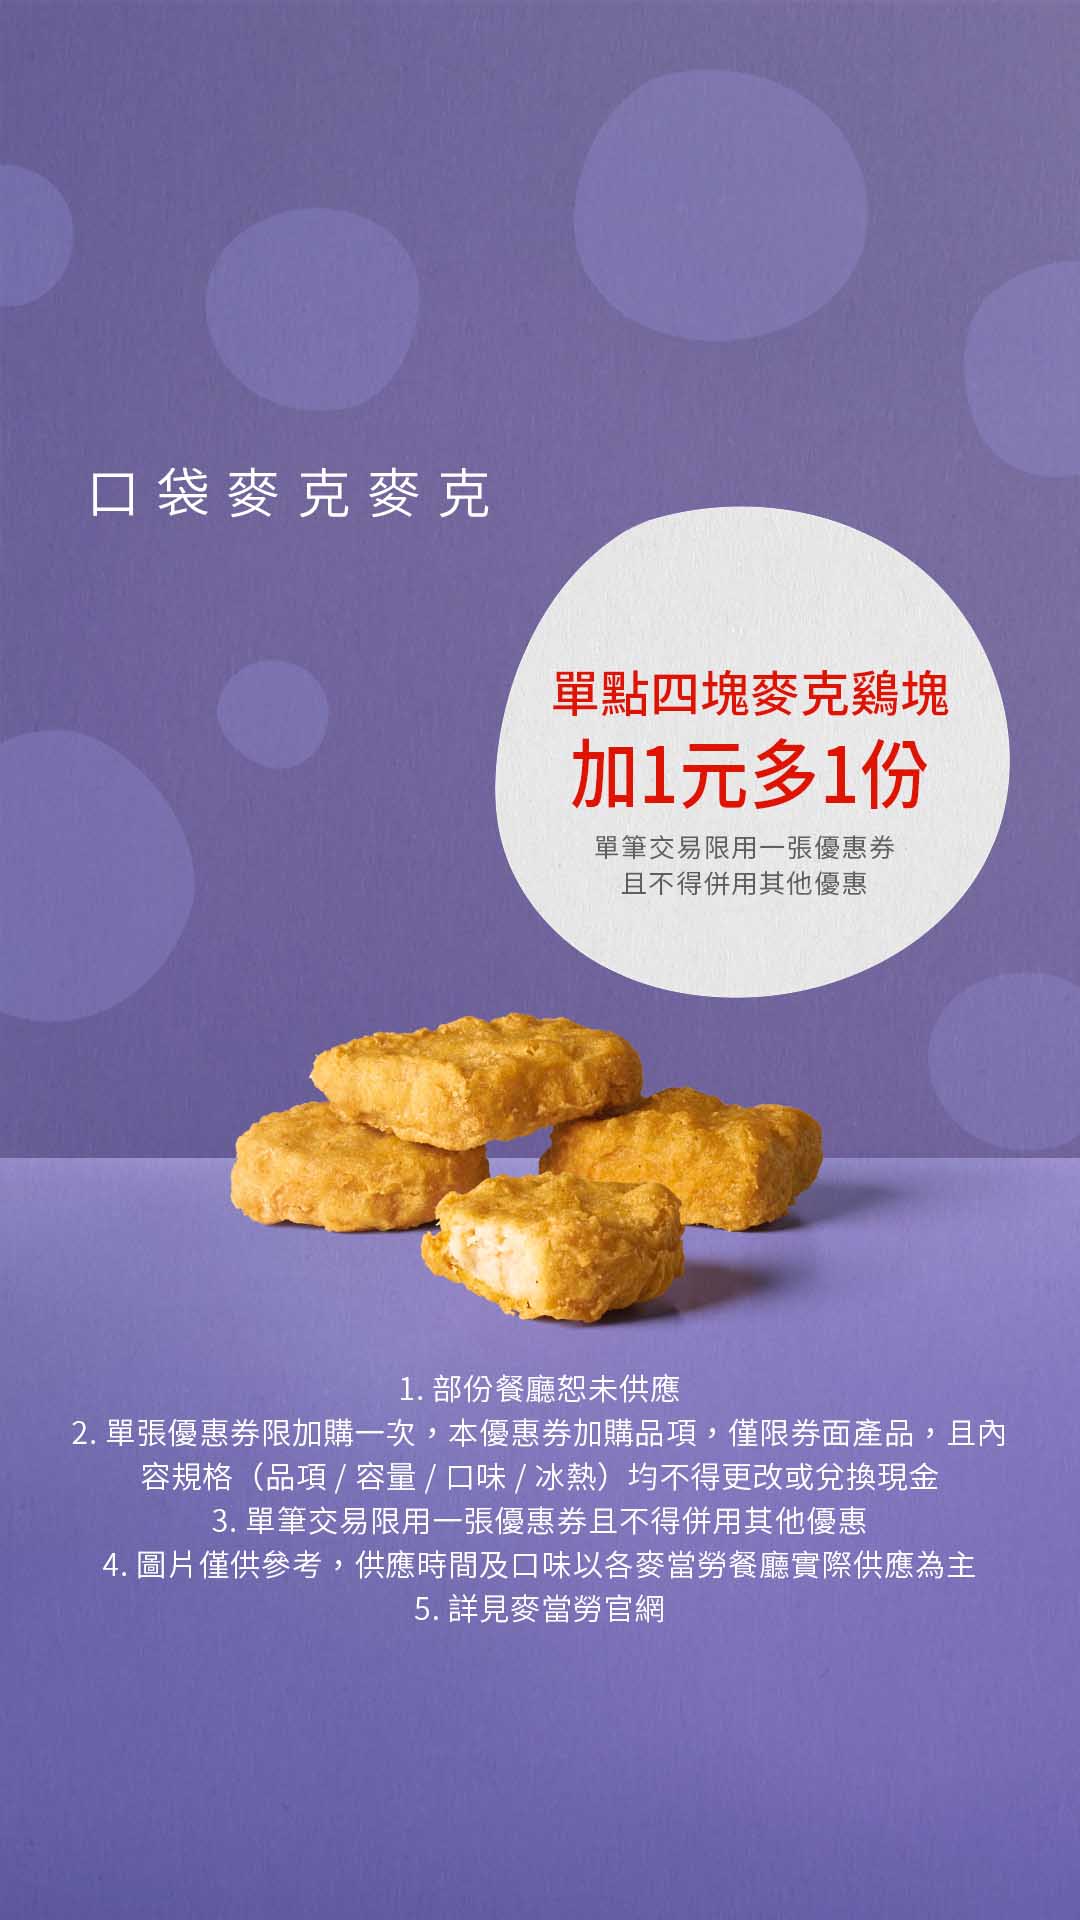 口袋麥克麥克
單點四塊麥克鷄塊
加1元多1份
單筆交易限用一張優惠券
且不得併用其他優惠
1. 部份餐廳恕未供應
2. 單張優惠券限加購一次，本優惠券加購品項，僅限券面產品，且內
容規格（品項 / 容量 / 口味 / 冰熱）均不得更改或兌換現金
3. 單筆交易限用一張優惠券且不得併用其他優惠
4. 圖片僅供參考，供應時間及口味以各麥當勞餐廳實際供應為主
5. 詳見麥當勞官網